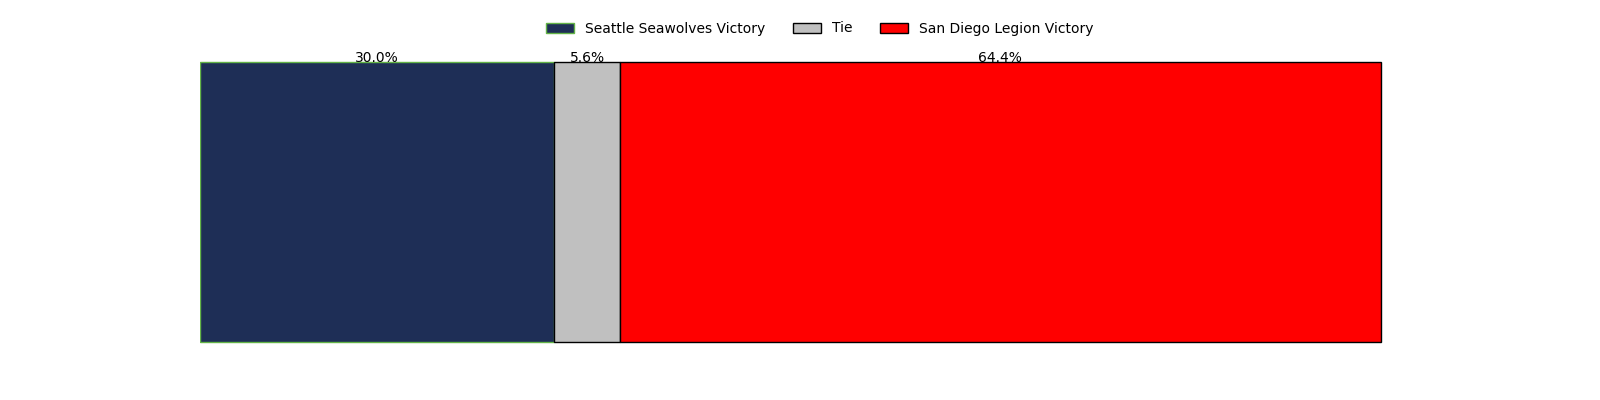 Seattle Seawolves Victory Tie San Diego Legion Victory
30.0% 5.6% 64.4%